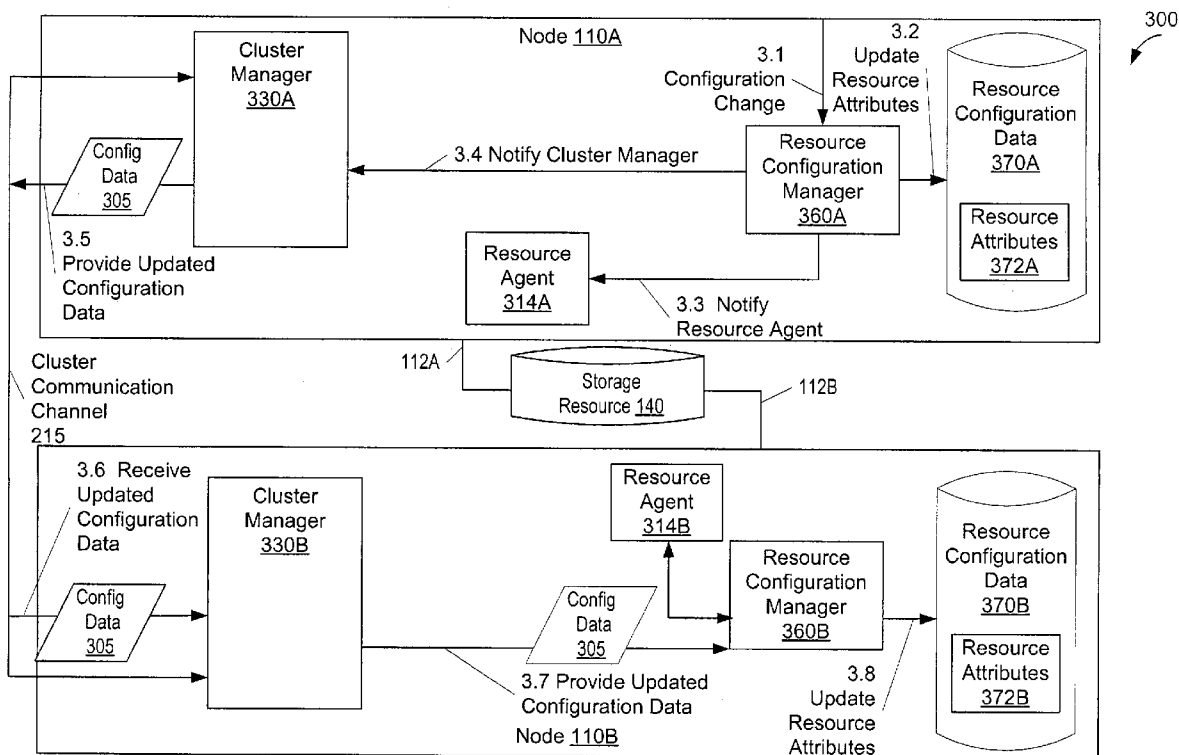 300
Node 110A
Cluster
Manager
330A
3.1
Configuration
Change
3.2
Update
Resource
Attributes
Resource
Configuration
Data
370A
Resource
Attributes
372A
Config
Data
305
3.4 Notify Cluster Manager
Resource
Configuration
Manager
360A
3.5
Provide Updated
Configuration
Data
Resource
Agent
314A
3.3 Notify
Resource Agent
112A
Storage
Resource 140
112B
Cluster
Communication
Channel
215
3.6 Receive
Updated
Configuration
Data
Cluster
Manager
330B
Resource
Agent
314B
Resource
Configuration
Manager
360B
Resource
Configuration
Data
370B
Resource
Attributes
372B
Config
Data
305
Config
Data
305
3.7 Provide Updated
Configuration Data
3.8
Update
Resource
Attributes
Node 110B